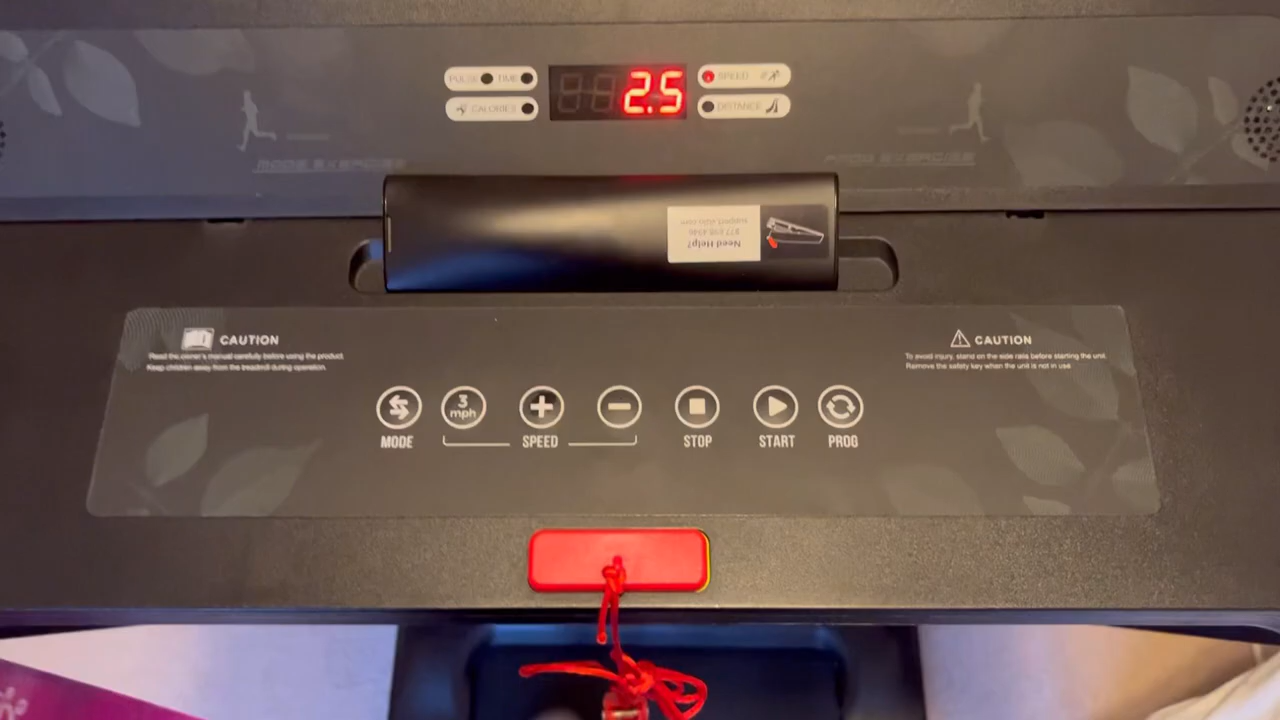 PULSE TIME
CALORIES
2.5
SPEED
DISTANCE
MODE EXERCISE
Need Help?
CAUTION
Read the owner's manual carefully before using the product.
Keep children away from the treadmill during operation.
CAUTION
To avoid injury, stand on the side rails before starting the unit.
Remove the safety key when the unit is not in use
3
mph
MODE
SPEED
STOP
START
PROG